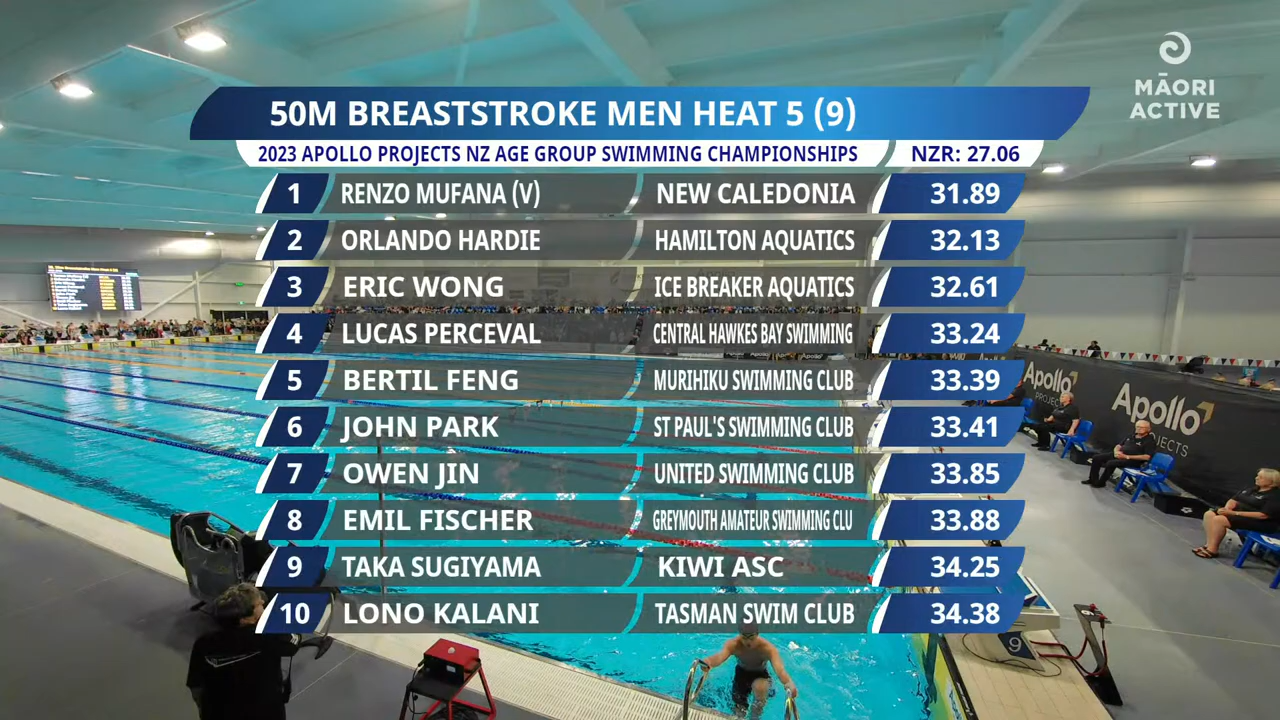 MĀORI
ACTIVE
50M BREASTSTROKE MEN HEAT 5 (9)
2023 APOLLO PROJECTS NZ AGE GROUP SWIMMING CHAMPIONSHIPS NZR: 27.06
1 RENZO MUFANA (V) NEW CALEDONIA 31.89
2 ORLANDO HARDIE HAMILTON AQUATICS 32.13
3 ERIC WONG ICE BREAKER AQUATICS 32.61
4 LUCAS PERCEVAL CENTRAL HAWKES BAY SWIMMING 33.24
5 BERTIL FENG MURIHIKU SWIMMING CLUB 33.39
6 JOHN PARK ST PAUL'S SWIMMING CLUB 33.41
7 OWEN JIN UNITED SWIMMING CLUB 33.85
8 EMIL FISCHER GREYMOUTH AMATEUR SWIMMING CLU 33.88
9 TAKA SUGIYAMA KIWI ASC 34.25
10 LONO KALANI TASMAN SWIM CLUB 34.38
Apollo
PROJEC
Apollo
JECTS
9